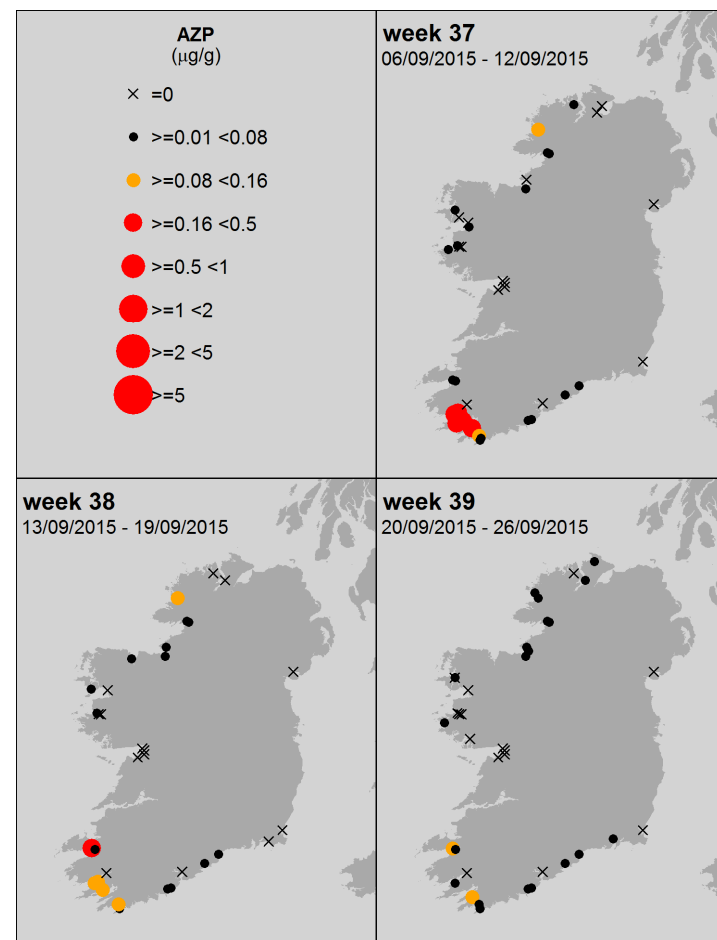 AZP
(µg/g)
=0
>=0.01 <0.08
>=0.08 <0.16
>=0.16 <0.5
>=0.5 <1
>=1 <2
>=2 <5
>=5
week 37
06/09/2015 - 12/09/2015
week 38
13/09/2015 - 19/09/2015
week 39
20/09/2015 - 26/09/2015